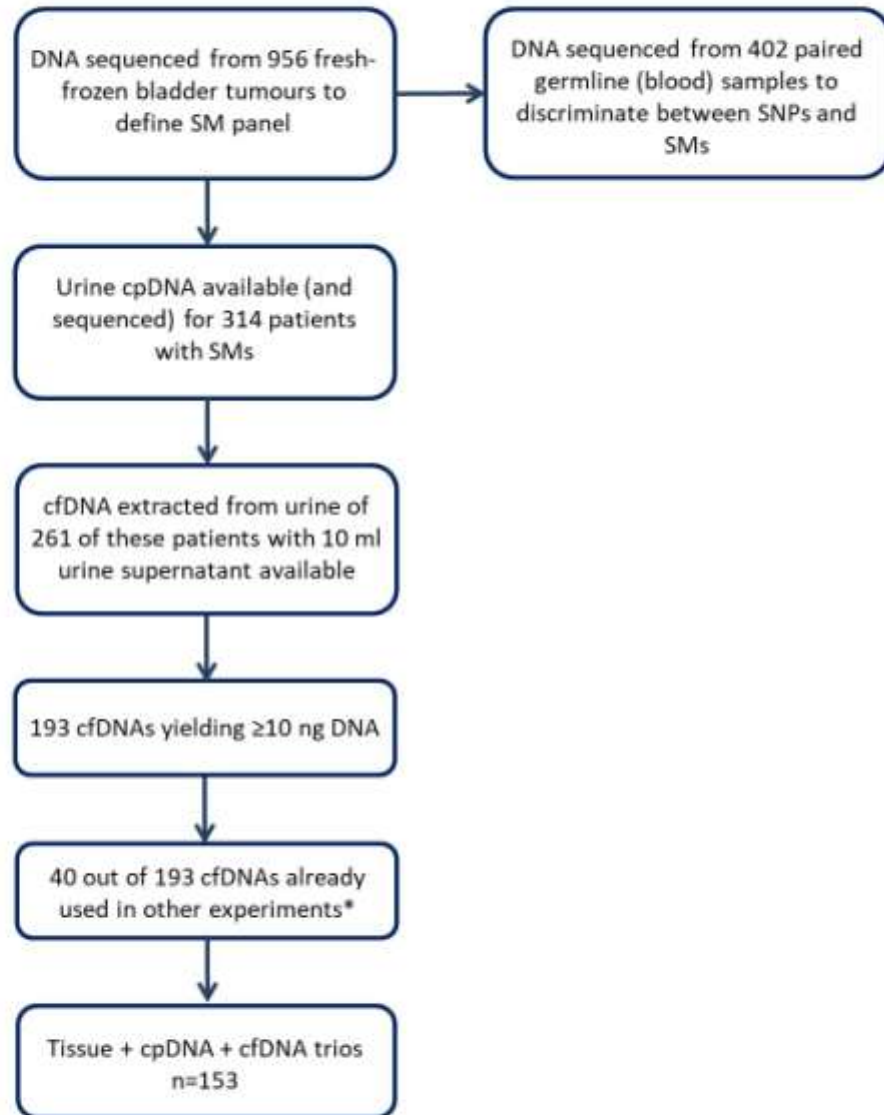 DNA sequenced from 956 fresh-
frozen bladder tumours to
define SM panel
DNA sequenced from 402 paired
germline (blood) samples to
discriminate between SNPs and
SMs
Urine cpDNA available (and
sequenced) for 314 patients
with SMs
cfDNA extracted from urine of
261 of these patients with 10 ml
urine supernatant available
193 cfDNAs yielding ≥10 ng DNA
40 out of 193 cfDNAs already
used in other experiments*
Tissue + cpDNA + cfDNA trios
n=153